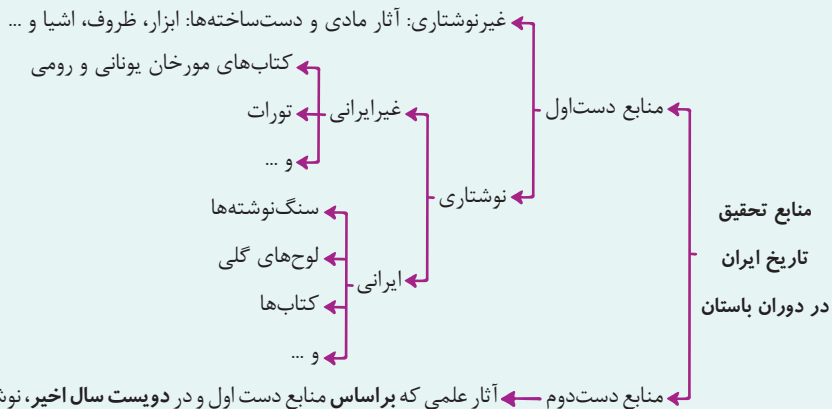 غیرنوشتاری: آثار مادی و دست‌ساخته‌ها: ابزار، ظروف، اشیا و ...
کتاب‌های مورخان یونانی و رومی
منابع دست‌اول
غیرایرانی
تورات
و ...
نوشتاری
سنگ‌نوشته‌ها
منابع تحقیق
تاریخ ایران
در دوران باستان
لوح‌های گلی
ایرانی
کتاب‌ها
و ...
منابع دست‌دوم
آثار علمی که براساس منابع دست اول و در دویست سال اخیر،